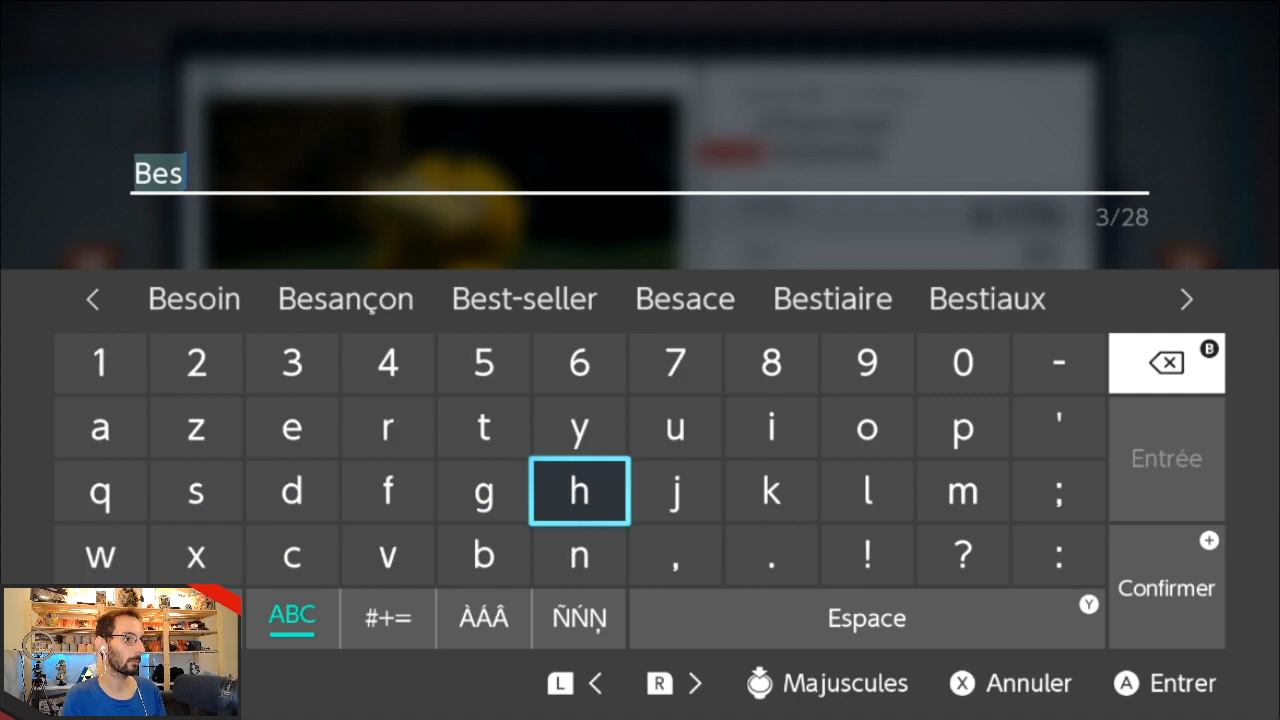 Bes
3/28
Besoin Besançon Best-seller Besace Bestiaire Bestiaux
1 2 3 4 5 6 7 8 9 0 - B
a z e r t y u i o p '
Entrée
q s d f g h j k l m ;
w x c v b n , . ! ? : +
Confirmer
ABC #+= ÀÁÂ ÑŃŅ Espace Y
L < R > Majuscules X Annuler A Entrer